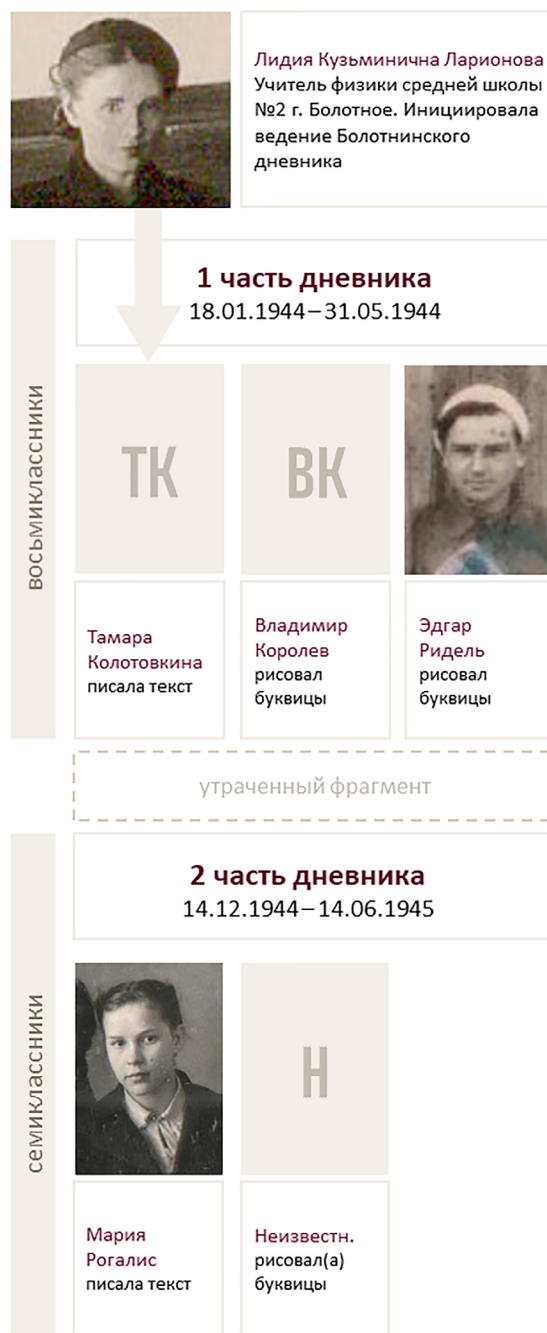 Лидия Кузьминична Ларионова
Учитель физики средней школы
№2 г. Болотное. Инициировала
ведение Болотнинского
дневника
1 часть дневника
18.01.1944–31.05.1944
восьмиклассники
ТК
ВК
Тамара
Колотовкина
писала текст
Владимир
Королев
рисовал
буквицы
Эдгар
Ридель
рисовал
буквицы
утраченный фрагмент
2 часть дневника
14.12.1944–14.06.1945
семиклассники
Н
Мария
Рогалис
писала текст
Неизвестн.
рисовал(а)
буквицы